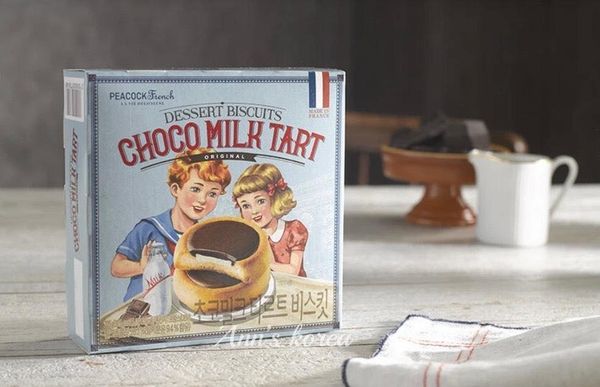 PEACOCK French
DESSERT BISCUITS
CHOCO MILK TART
ORIGINAL
MADE IN
FRANCE
CHOCO MILK TART
Milk
초코밀크 타르트 비스킷
Ann's korea